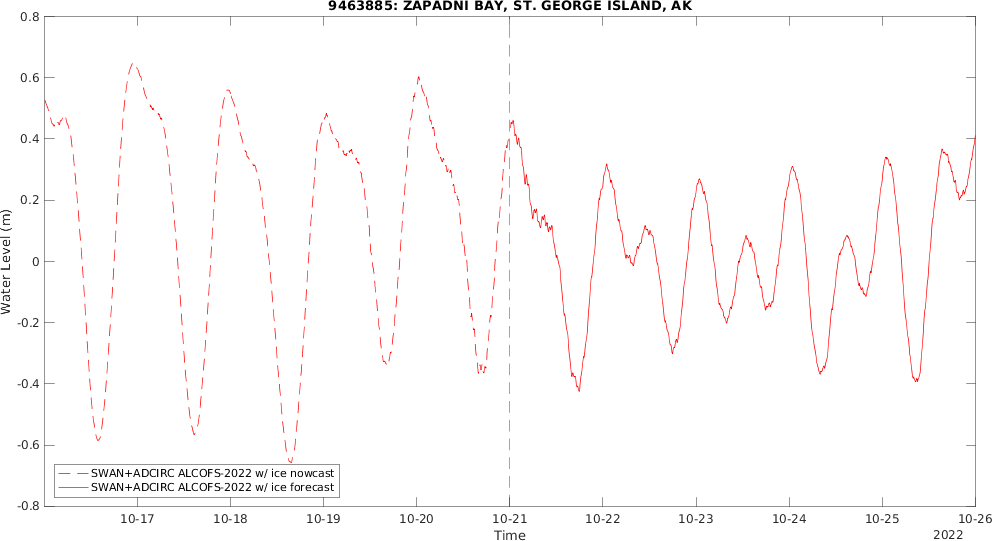 9463885: ZAPADNI BAY, ST. GEORGE ISLAND, AK
0.8
0.6
0.4
0.2
0
-0.2
-0.4
-0.6
-0.8
Water Level (m)
SWAN+ADCIRC ALCOFS-2022 w/ ice nowcast
SWAN+ADCIRC ALCOFS-2022 w/ ice forecast
10-17 10-18 10-19 10-20 10-21 10-22 10-23 10-24 10-25 10-26
Time
2022